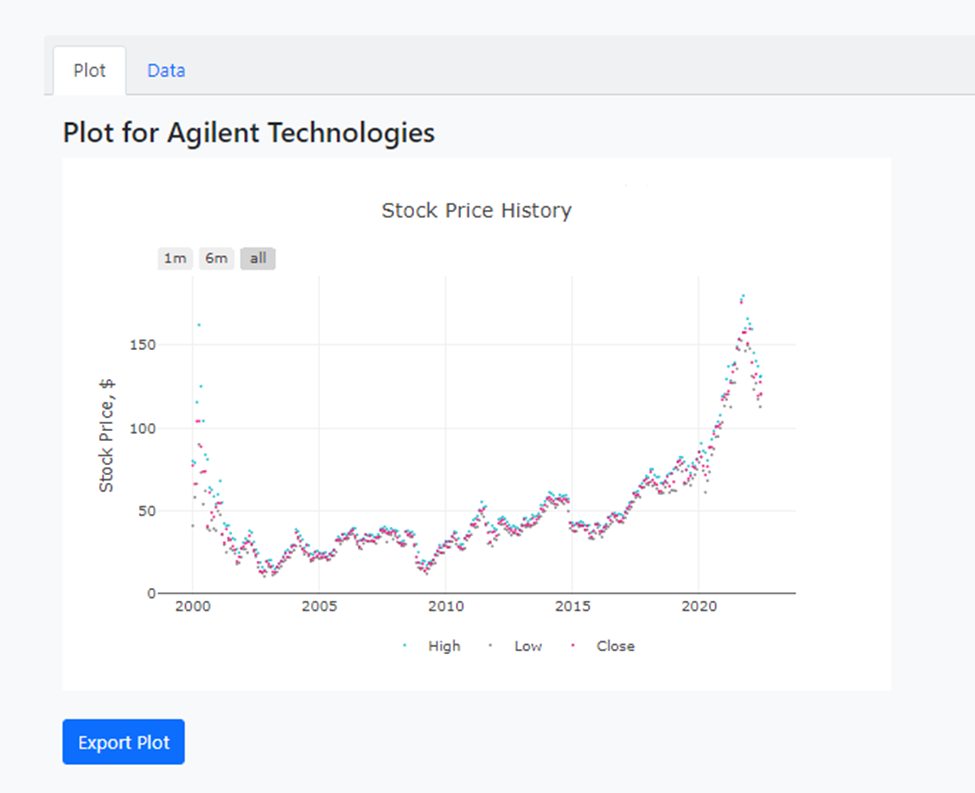 Plot Data
Plot for Agilent Technologies
Stock Price History
1m 6m all
150
100
50
0
Stock Price, $
2000 2005 2010 2015 2020
High Low Close
Export Plot